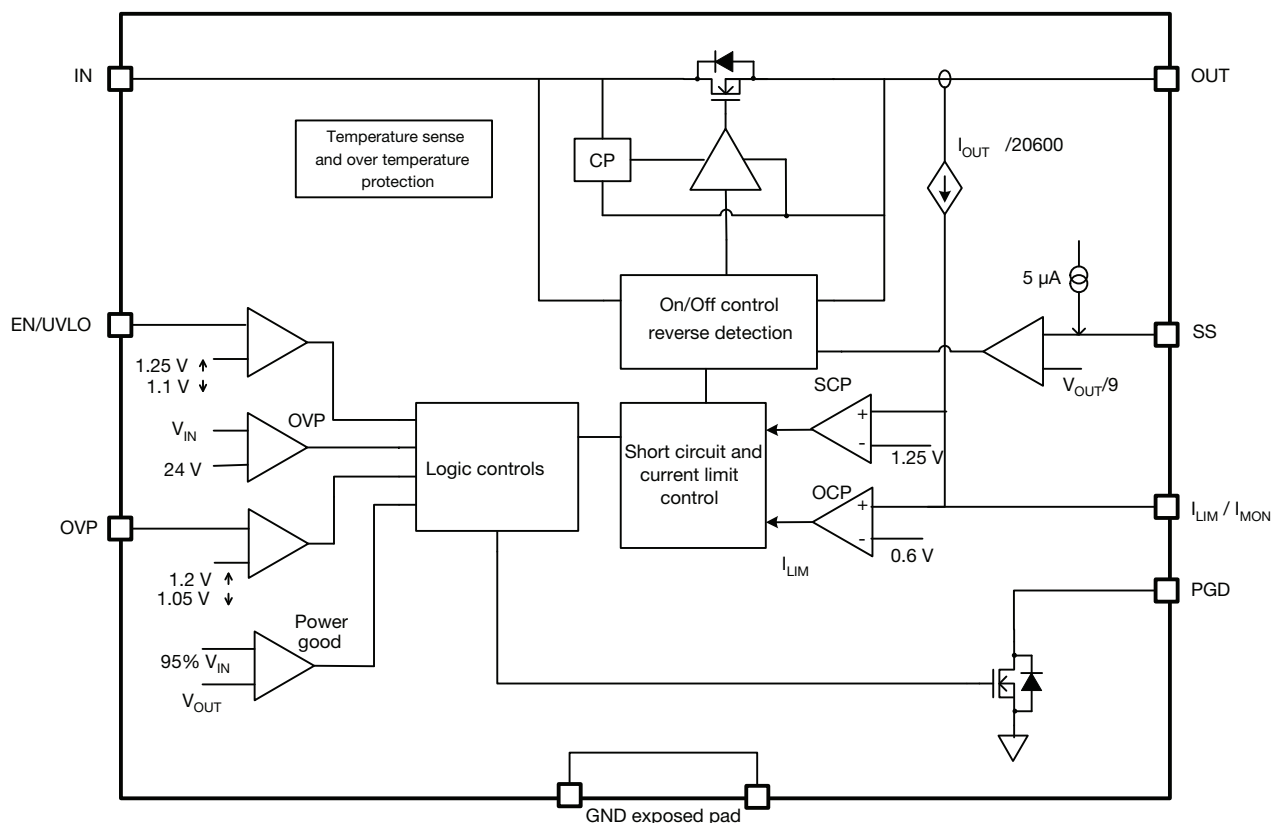 IN
OUT
Temperature sense
and over temperature
protection
CP
I_OUT /20600
5 µA
On/Off control
reverse detection
EN/UVLO
SS
1.25 V
1.1 V
V_OUT/9
SCP
OVP
V_IN
24 V
Logic controls
Short circuit and
current limit
control
+
-
1.25 V
OCP
+
-
0.6 V
I_LIM
I_LIM / I_MON
OVP
1.2 V
1.05 V
PGD
Power
good
95% V_IN
V_OUT
GND exposed pad